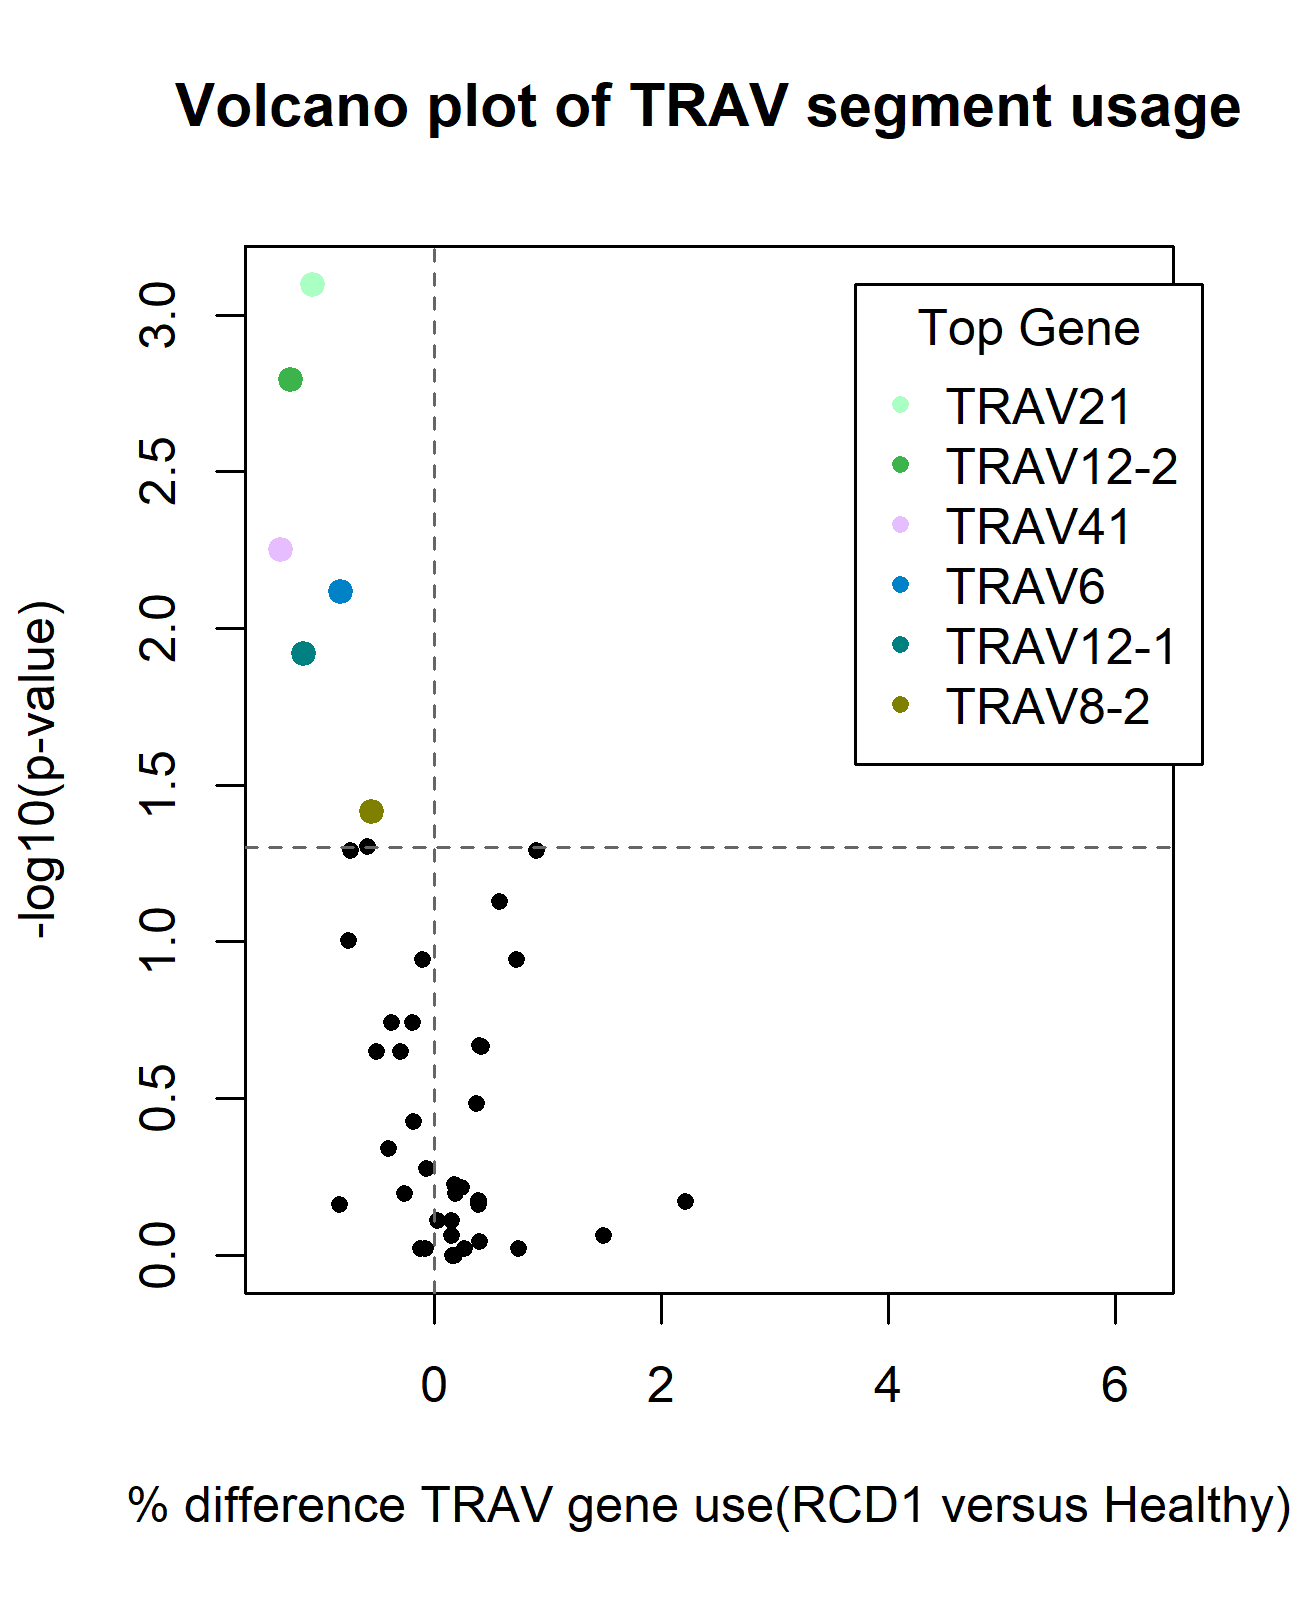 Volcano plot of TRAV segment usage
-log10(p-value)
3.0
2.5
2.0
1.5
1.0
0.5
0.0
Top Gene
TRAV21
TRAV12-2
TRAV41
TRAV6
TRAV12-1
TRAV8-2
0 2 4 6
% difference TRAV gene use(RCD1 versus Healthy)